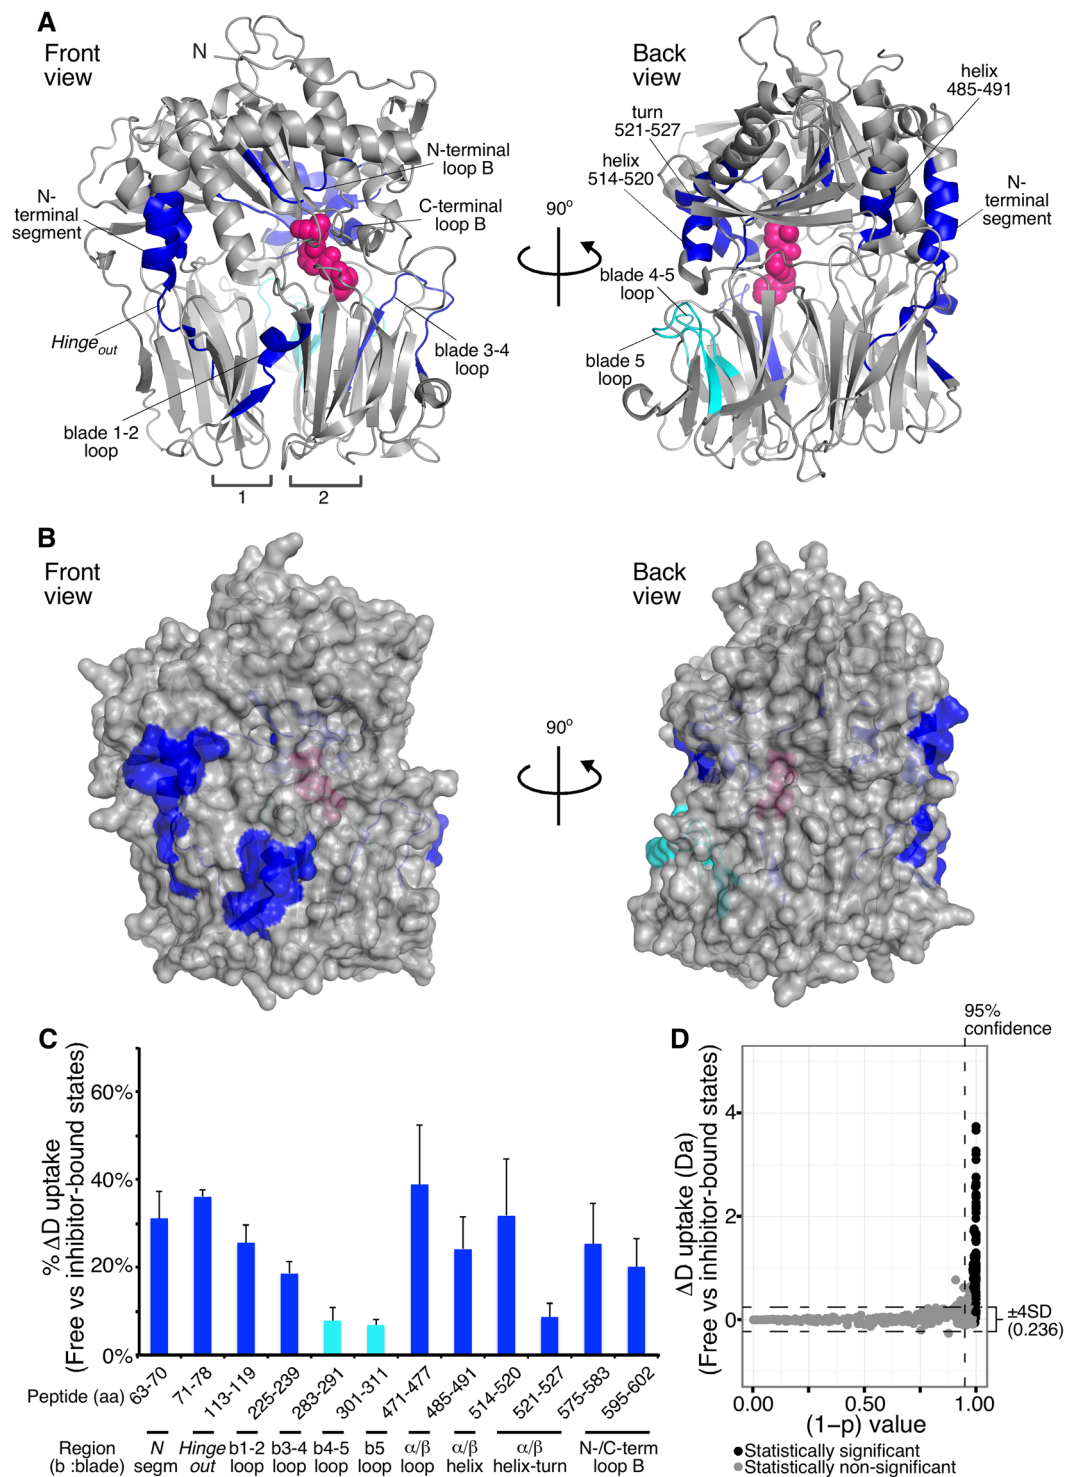 A
Front
view
N
N-terminal
loop B
N-
terminal
segment
C-terminal
loop B
Hinge out
blade 3-4
loop
blade 1-2
loop
1
2
90°
Back
view
helix
485-491
turn
521-527
helix
514-520
N-
terminal
segment
blade 4-5
loop
blade 5
loop
B
Front
view
90°
Back
view
C
% ΔD uptake
(Free vs inhibitor-bound states)
60%
40%
20%
0%
Peptide (aa)
63-70
71-78
113-119
225-239
283-291
301-311
471-477
485-491
514-520
521-527
575-583
595-602
Region
(b :blade)
N
segm
Hinge
out
b1-2
loop
b3-4
loop
b4-5
loop
b5
loop
α/β
loop
α/β
helix
α/β
helix-turn
N-/C-term
loop B
D
95%
confidence
ΔD uptake (Da)
(Free vs inhibitor-bound states)
4
2
0
±4SD
(0.236)
0.00
0.50
1.00
(1-p) value
Statistically significant
Statistically non-significant